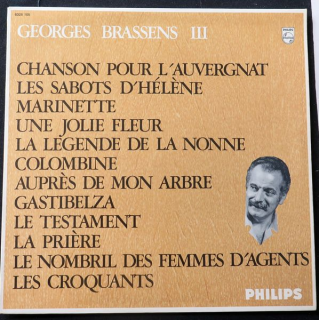 GEORGES BRASSENS III
PHILIPS
CHANSON POUR L'AUVERGNAT
LES SABOTS D'HÉLÈNE
MARINETTE
UNE JOLIE FLEUR
LA LÉGENDE DE LA NONNE
COLOMBINE
AUPRÈS DE MON ARBRE
GASTIBELZA
LE TESTAMENT
LA PRIÈRE
LE NOMBRIL DES FEMMES D'AGENTS
LES CROQUANTS
PHILIPS